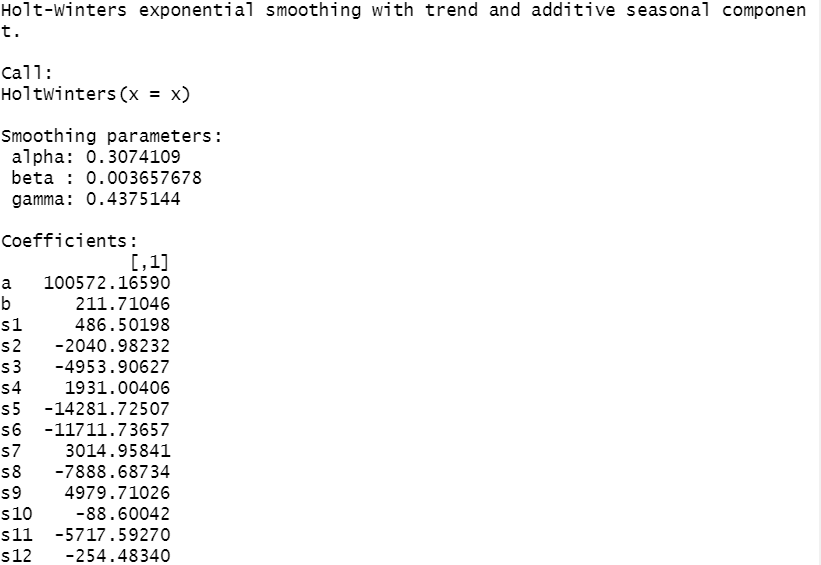 Holt-Winters exponential smoothing with trend and additive seasonal componen
t.
Call:
HoltWinters(x = x)
Smoothing parameters:
 alpha: 0.3074109
 beta : 0.003657678
 gamma: 0.4375144
Coefficients:
            [,1]
a   100572.16590
b      211.71046
s1     486.50198
s2   -2040.98232
s3   -4953.90627
s4    1931.00406
s5  -14281.72507
s6  -11711.73657
s7    3014.95841
s8   -7888.68734
s9    4979.71026
s10    -88.60042
s11  -5717.59270
s12   -254.48340